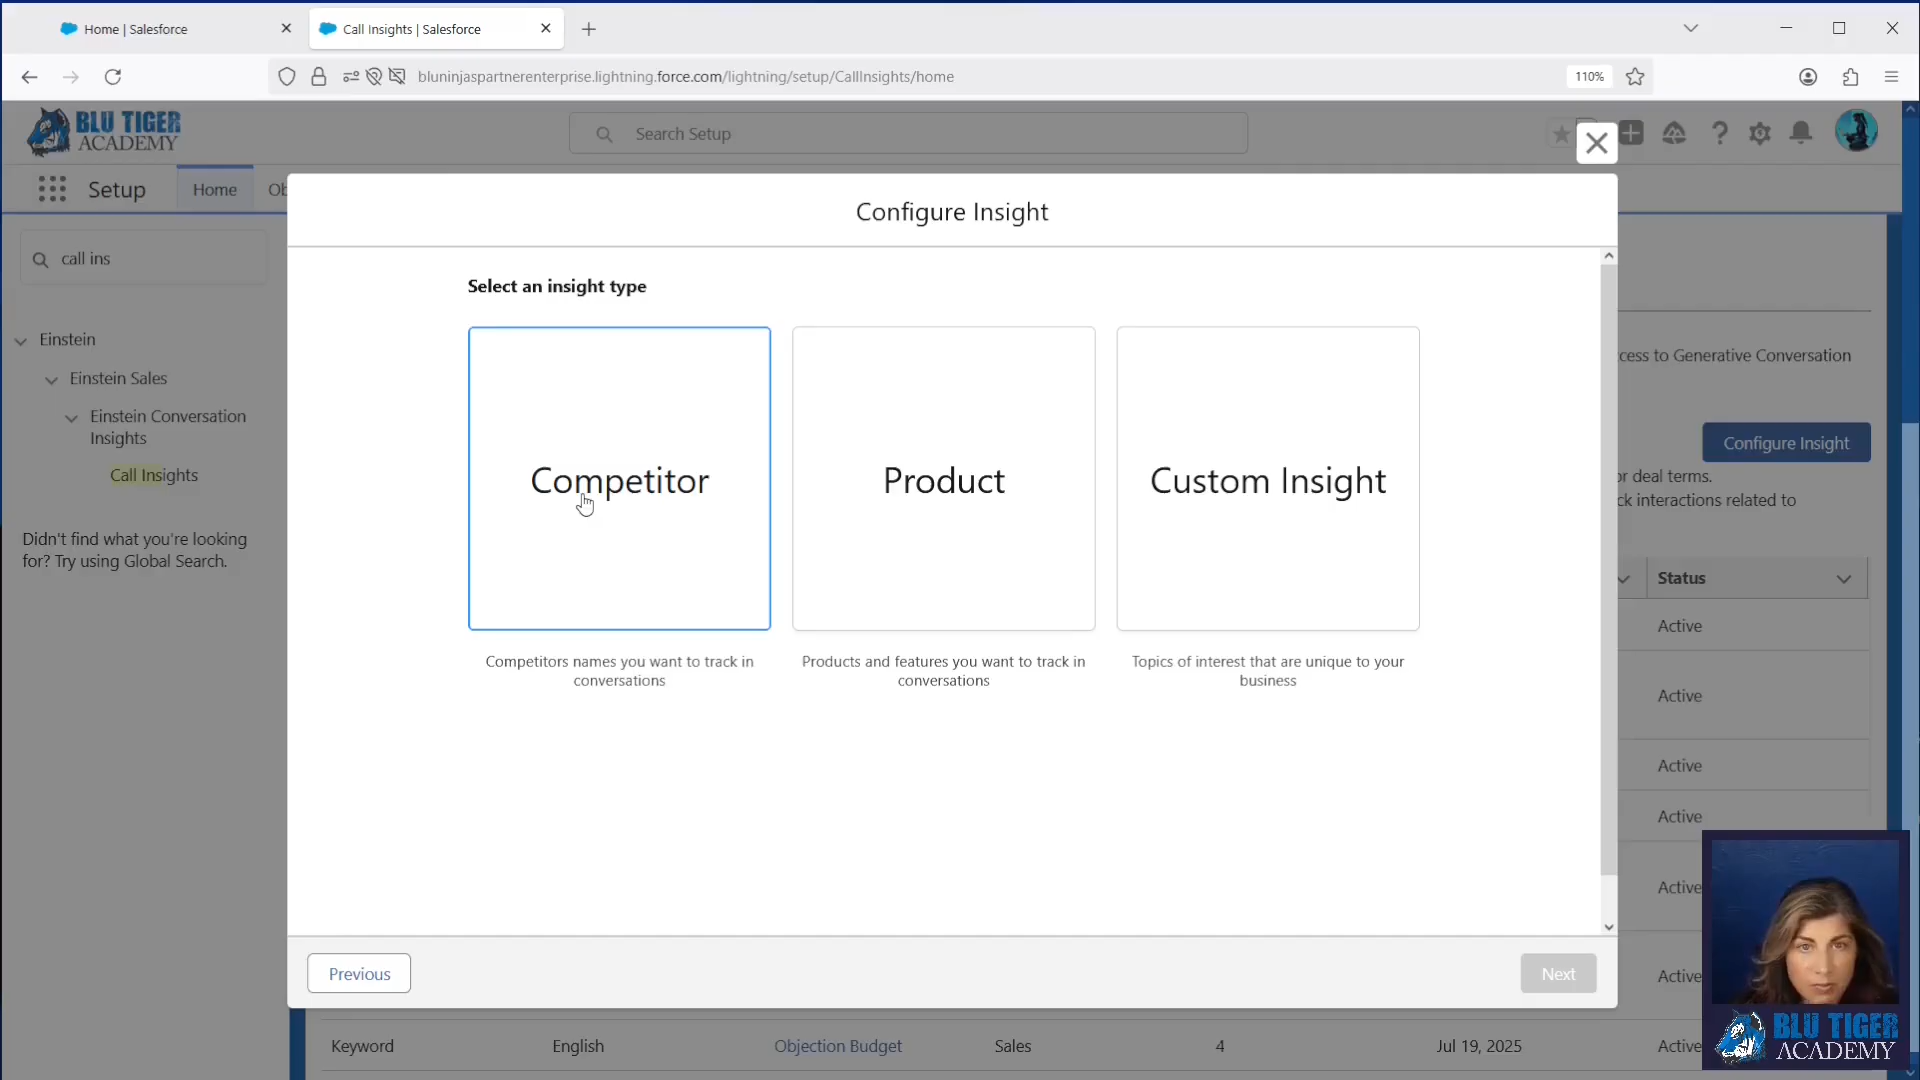 Home | Salesforce
Call Insights | Salesforce
bluninjaspartnerenterprise.lightning.force.com/lightning/setup/CallInsights/home
110%
BLU TIGER
ACADEMY
Search Setup
Setup
Home
Ob
call ins
Einstein
Einstein Sales
Einstein Conversation
Insights
Call Insights
Didn't find what you're looking
for? Try using Global Search.
Configure Insight
Select an insight type
Competitor
Product
Custom Insight
Competitors names you want to track in
conversations
Products and features you want to track in
conversations
Topics of interest that are unique to your
business
Previous
Next
cess to Generative Conversation
Configure Insight
or deal terms.
ck interactions related to
Status
Active
Active
Active
Active
Active
Active
Keyword English Objection Budget Sales 4 Jul 19, 2025 Active
BLU TIGER
ACADEMY